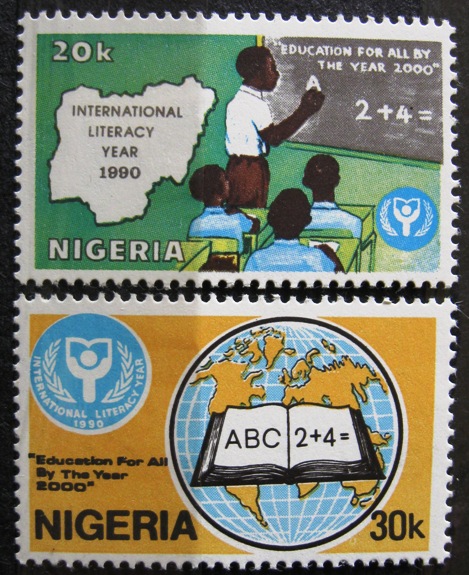 20k
"EDUCATION FOR ALL BY
THE YEAR 2000"
A
2+4=
INTERNATIONAL
LITERACY
YEAR
1990
NIGERIA
INTERNATIONAL LITERACY YEAR
1990
ABC 2+4=
"Education For All
By The Year
2000"
NIGERIA 30k